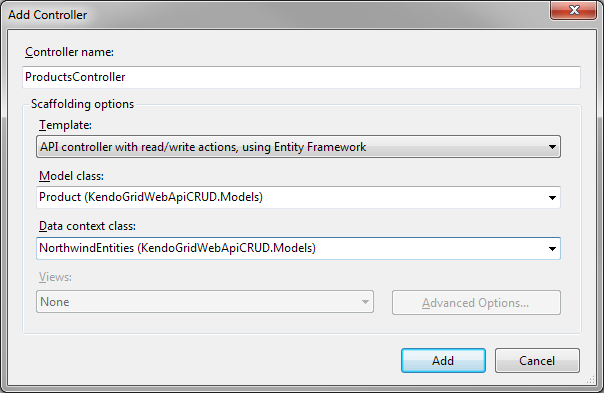 Add Controller
Controller name:
ProductsController
Scaffolding options
Template:
API controller with read/write actions, using Entity Framework
Model class:
Product (KendoGridWebApiCRUD.Models)
Data context class:
NorthwindEntities (KendoGridWebApiCRUD.Models)
Views:
None
Advanced Options...
Add
Cancel